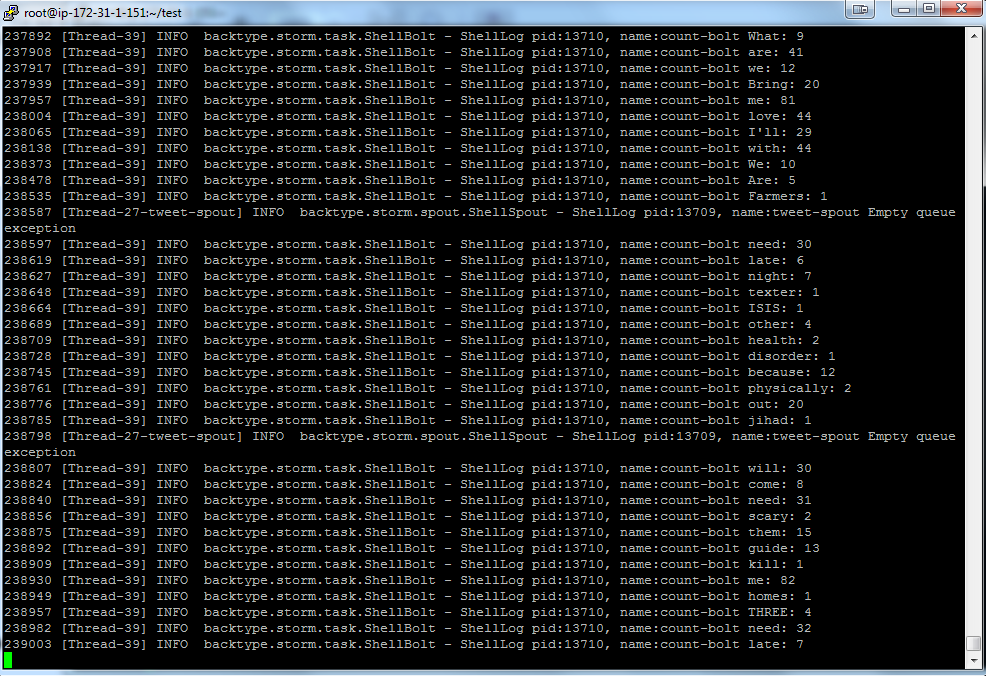 root@ip-172-31-1-151:~/test
237892 [Thread-39] INFO  backtype.storm.task.ShellBolt - ShellLog pid:13710, name:count-bolt What: 9
237908 [Thread-39] INFO  backtype.storm.task.ShellBolt - ShellLog pid:13710, name:count-bolt are: 41
237917 [Thread-39] INFO  backtype.storm.task.ShellBolt - ShellLog pid:13710, name:count-bolt we: 12
237939 [Thread-39] INFO  backtype.storm.task.ShellBolt - ShellLog pid:13710, name:count-bolt Bring: 20
237957 [Thread-39] INFO  backtype.storm.task.ShellBolt - ShellLog pid:13710, name:count-bolt me: 81
238004 [Thread-39] INFO  backtype.storm.task.ShellBolt - ShellLog pid:13710, name:count-bolt love: 44
238065 [Thread-39] INFO  backtype.storm.task.ShellBolt - ShellLog pid:13710, name:count-bolt I'll: 29
238138 [Thread-39] INFO  backtype.storm.task.ShellBolt - ShellLog pid:13710, name:count-bolt with: 44
238373 [Thread-39] INFO  backtype.storm.task.ShellBolt - ShellLog pid:13710, name:count-bolt We: 10
238478 [Thread-39] INFO  backtype.storm.task.ShellBolt - ShellLog pid:13710, name:count-bolt Are: 5
238535 [Thread-39] INFO  backtype.storm.task.ShellBolt - ShellLog pid:13710, name:count-bolt Farmers: 1
238587 [Thread-27-tweet-spout] INFO  backtype.storm.spout.ShellSpout - ShellLog pid:13709, name:tweet-spout Empty queue
exception
238597 [Thread-39] INFO  backtype.storm.task.ShellBolt - ShellLog pid:13710, name:count-bolt need: 30
238619 [Thread-39] INFO  backtype.storm.task.ShellBolt - ShellLog pid:13710, name:count-bolt late: 6
238627 [Thread-39] INFO  backtype.storm.task.ShellBolt - ShellLog pid:13710, name:count-bolt night: 7
238648 [Thread-39] INFO  backtype.storm.task.ShellBolt - ShellLog pid:13710, name:count-bolt texter: 1
238664 [Thread-39] INFO  backtype.storm.task.ShellBolt - ShellLog pid:13710, name:count-bolt ISIS: 1
238689 [Thread-39] INFO  backtype.storm.task.ShellBolt - ShellLog pid:13710, name:count-bolt other: 4
238709 [Thread-39] INFO  backtype.storm.task.ShellBolt - ShellLog pid:13710, name:count-bolt health: 2
238728 [Thread-39] INFO  backtype.storm.task.ShellBolt - ShellLog pid:13710, name:count-bolt disorder: 1
238745 [Thread-39] INFO  backtype.storm.task.ShellBolt - ShellLog pid:13710, name:count-bolt because: 12
238761 [Thread-39] INFO  backtype.storm.task.ShellBolt - ShellLog pid:13710, name:count-bolt physically: 2
238776 [Thread-39] INFO  backtype.storm.task.ShellBolt - ShellLog pid:13710, name:count-bolt out: 20
238785 [Thread-39] INFO  backtype.storm.task.ShellBolt - ShellLog pid:13710, name:count-bolt jihad: 1
238798 [Thread-27-tweet-spout] INFO  backtype.storm.spout.ShellSpout - ShellLog pid:13709, name:tweet-spout Empty queue
exception
238807 [Thread-39] INFO  backtype.storm.task.ShellBolt - ShellLog pid:13710, name:count-bolt will: 30
238824 [Thread-39] INFO  backtype.storm.task.ShellBolt - ShellLog pid:13710, name:count-bolt come: 8
238840 [Thread-39] INFO  backtype.storm.task.ShellBolt - ShellLog pid:13710, name:count-bolt need: 31
238856 [Thread-39] INFO  backtype.storm.task.ShellBolt - ShellLog pid:13710, name:count-bolt scary: 2
238875 [Thread-39] INFO  backtype.storm.task.ShellBolt - ShellLog pid:13710, name:count-bolt them: 15
238892 [Thread-39] INFO  backtype.storm.task.ShellBolt - ShellLog pid:13710, name:count-bolt guide: 13
238909 [Thread-39] INFO  backtype.storm.task.ShellBolt - ShellLog pid:13710, name:count-bolt kill: 1
238930 [Thread-39] INFO  backtype.storm.task.ShellBolt - ShellLog pid:13710, name:count-bolt me: 82
238949 [Thread-39] INFO  backtype.storm.task.ShellBolt - ShellLog pid:13710, name:count-bolt homes: 1
238957 [Thread-39] INFO  backtype.storm.task.ShellBolt - ShellLog pid:13710, name:count-bolt THREE: 4
238982 [Thread-39] INFO  backtype.storm.task.ShellBolt - ShellLog pid:13710, name:count-bolt need: 32
239003 [Thread-39] INFO  backtype.storm.task.ShellBolt - ShellLog pid:13710, name:count-bolt late: 7